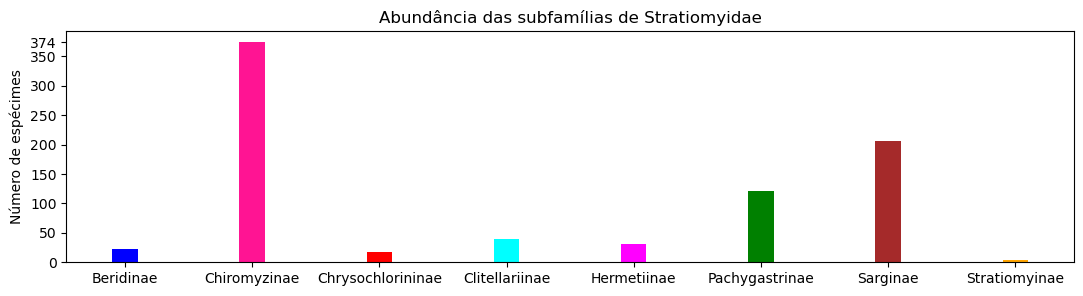 Abundância das subfamílias de Stratiomyidae
Número de espécimes
374
350
300
250
200
150
100
50
0
Beridinae
Chiromyzinae
Chrysochlorininae
Clitellariinae
Hermetiinae
Pachygastrinae
Sarginae
Stratiomyinae